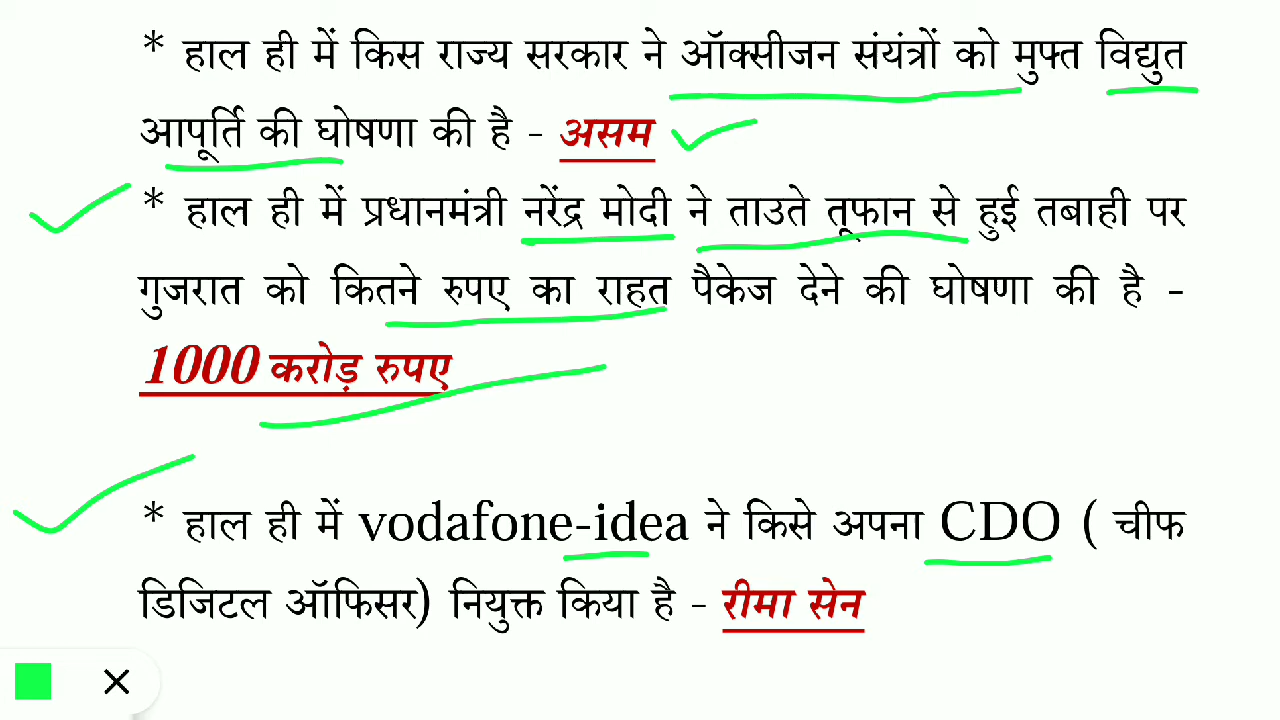 * हाल ही में किस राज्य सरकार ने ऑक्सीजन संयंत्रों को मुफ्त विद्युत
आपूर्ति की घोषणा की है - असम
* हाल ही में प्रधानमंत्री नरेंद्र मोदी ने ताउते तूफान से हुई तबाही पर
गुजरात को कितने रुपए का राहत पैकेज देने की घोषणा की है -
1000 करोड़ रुपए
* हाल ही में vodafone-idea ने किसे अपना CDO ( चीफ
डिजिटल ऑफिसर) नियुक्त किया है - रीमा सेन